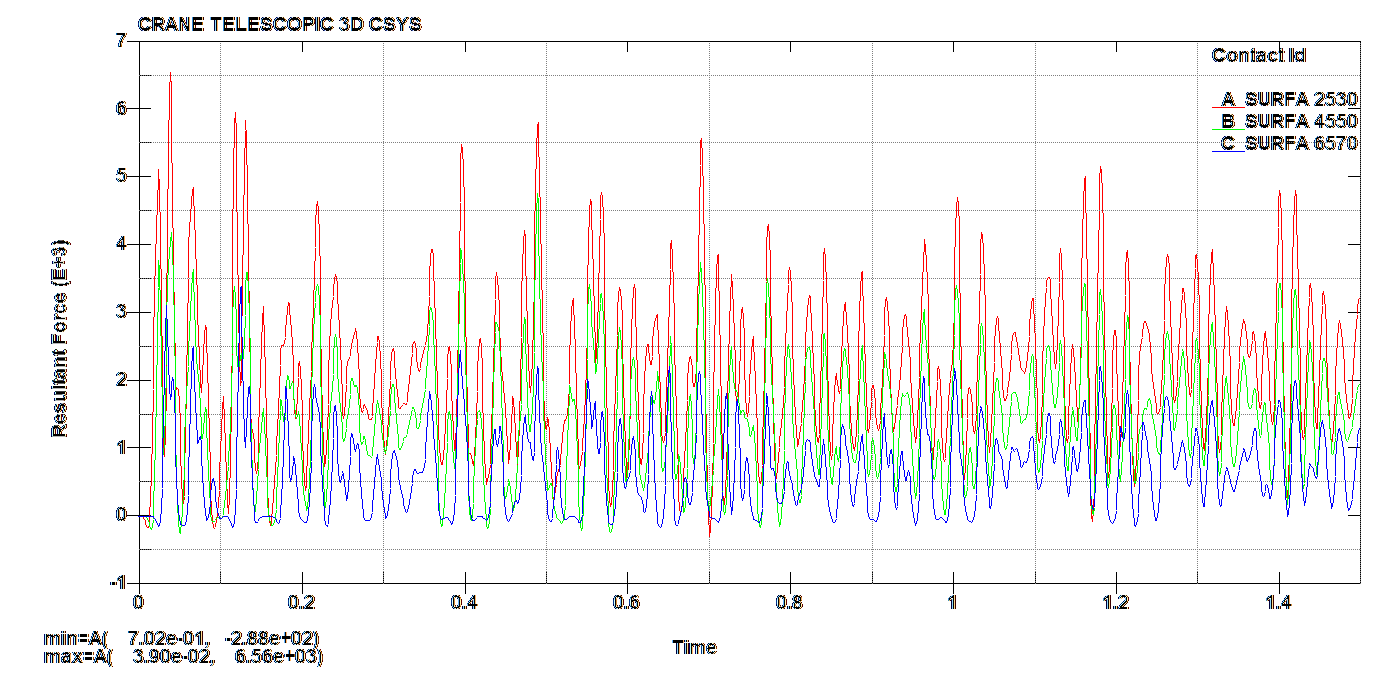 CRANE TELESCOPIC 3D CSYS
Contact Id
A SURFA 2530
B SURFA 4550
C SURFA 6570
Resultant Force (E+3)
7
6
5
4
3
2
1
0
-1
0 0.2 0.4 0.6 0.8 1 1.2 1.4
Time
min=A( 7.02e-01, -2.88e+02)
max=A( 3.90e-02, 6.56e+03)